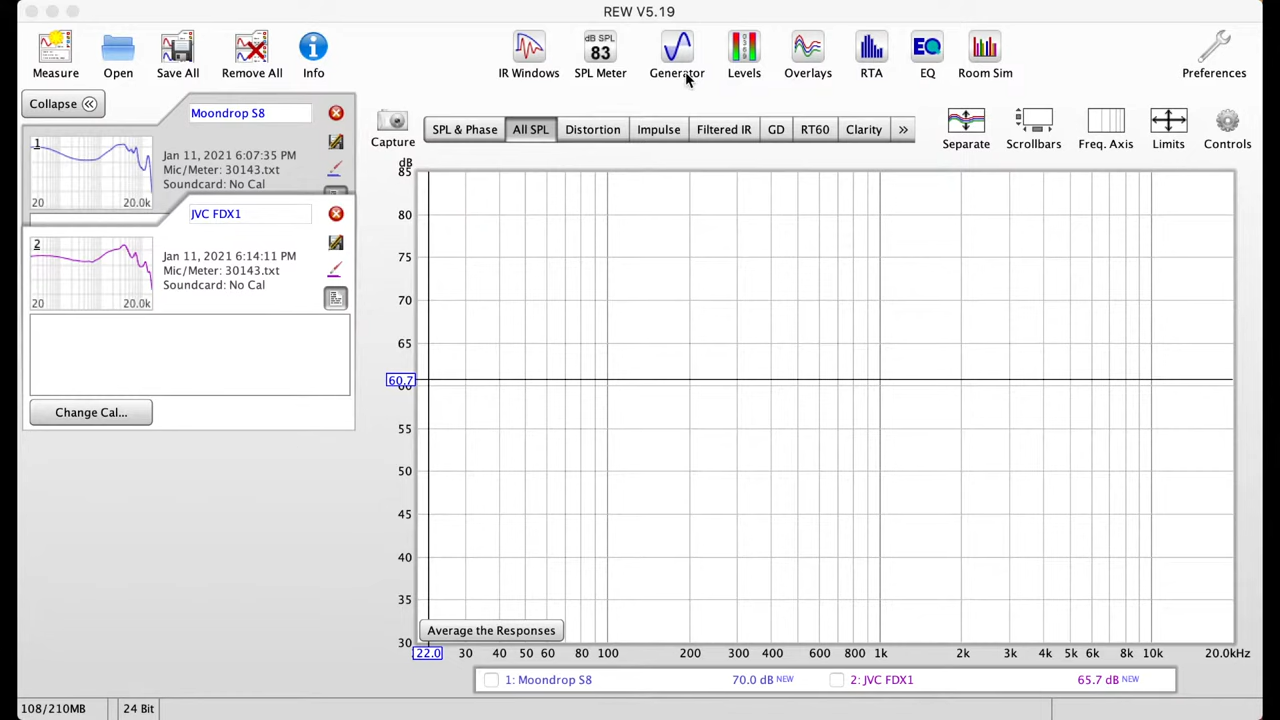 REW V5.19
Measure
Open
Save All
Remove All
Info
IR Windows
dB SPL
83
SPL Meter
Generator
Levels
Overlays
RTA
EQ
EQ
Room Sim
Preferences
Collapse
Moondrop S8
1
Jan 11, 2021 6:07:35 PM
Mic/Meter: 30143.txt
Soundcard: No Cal
20
20.0k
JVC FDX1
2
Jan 11, 2021 6:14:11 PM
Mic/Meter: 30143.txt
Soundcard: No Cal
20
20.0k
Change Cal...
Capture
SPL & Phase
All SPL
Distortion
Impulse
Filtered IR
GD
RT60
Clarity
»
Separate
Scrollbars
Freq. Axis
Limits
Controls
dB
85
80
75
70
65
60.7
60
55
50
45
40
35
30
Average the Responses
22.0
30
40
50
60
80
100
200
300
400
600
800
1k
2k
3k
4k
5k
6k
8k
10k
20.0kHz
1: Moondrop S8 70.0 dB NEW
2: JVC FDX1 65.7 dB NEW
108/210MB
24 Bit